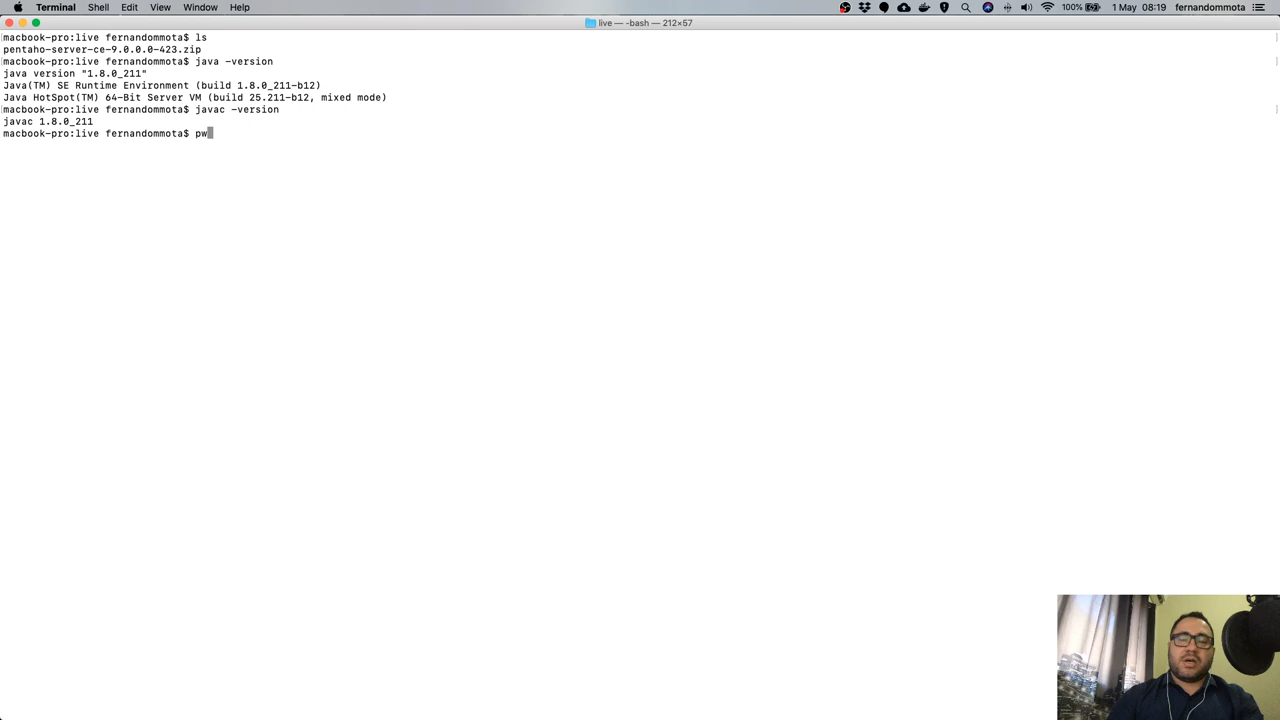 Terminal Shell Edit View Window Help 100% 1 May 08:19 fernandommota
live — -bash — 212×57
macbook-pro:live fernandommota$ ls
pentaho-server-ce-9.0.0.0-423.zip
macbook-pro:live fernandommota$ java -version
java version "1.8.0_211"
Java(TM) SE Runtime Environment (build 1.8.0_211-b12)
Java HotSpot(TM) 64-Bit Server VM (build 25.211-b12, mixed mode)
macbook-pro:live fernandommota$ javac -version
javac 1.8.0_211
macbook-pro:live fernandommota$ pw